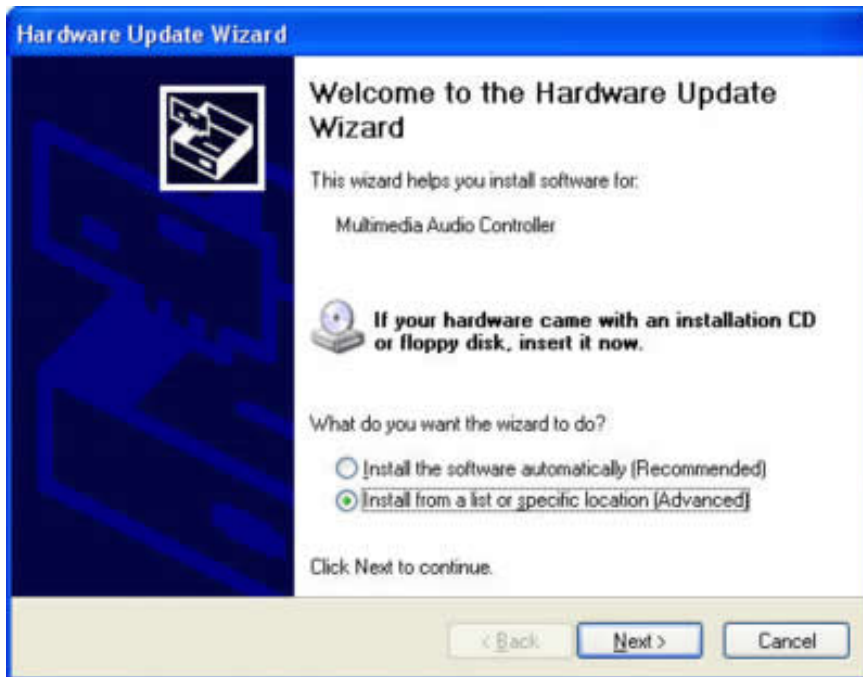 Hardware Update Wizard
Welcome to the Hardware Update
Wizard
This wizard helps you install software for:
Multimedia Audio Controller
If your hardware came with an installation CD
or floppy disk, insert it now.
What do you want the wizard to do?
Install the software automatically (Recommended)
Install from a list or specific location (Advanced)
Click Next to continue.
< Back
Next >
Cancel